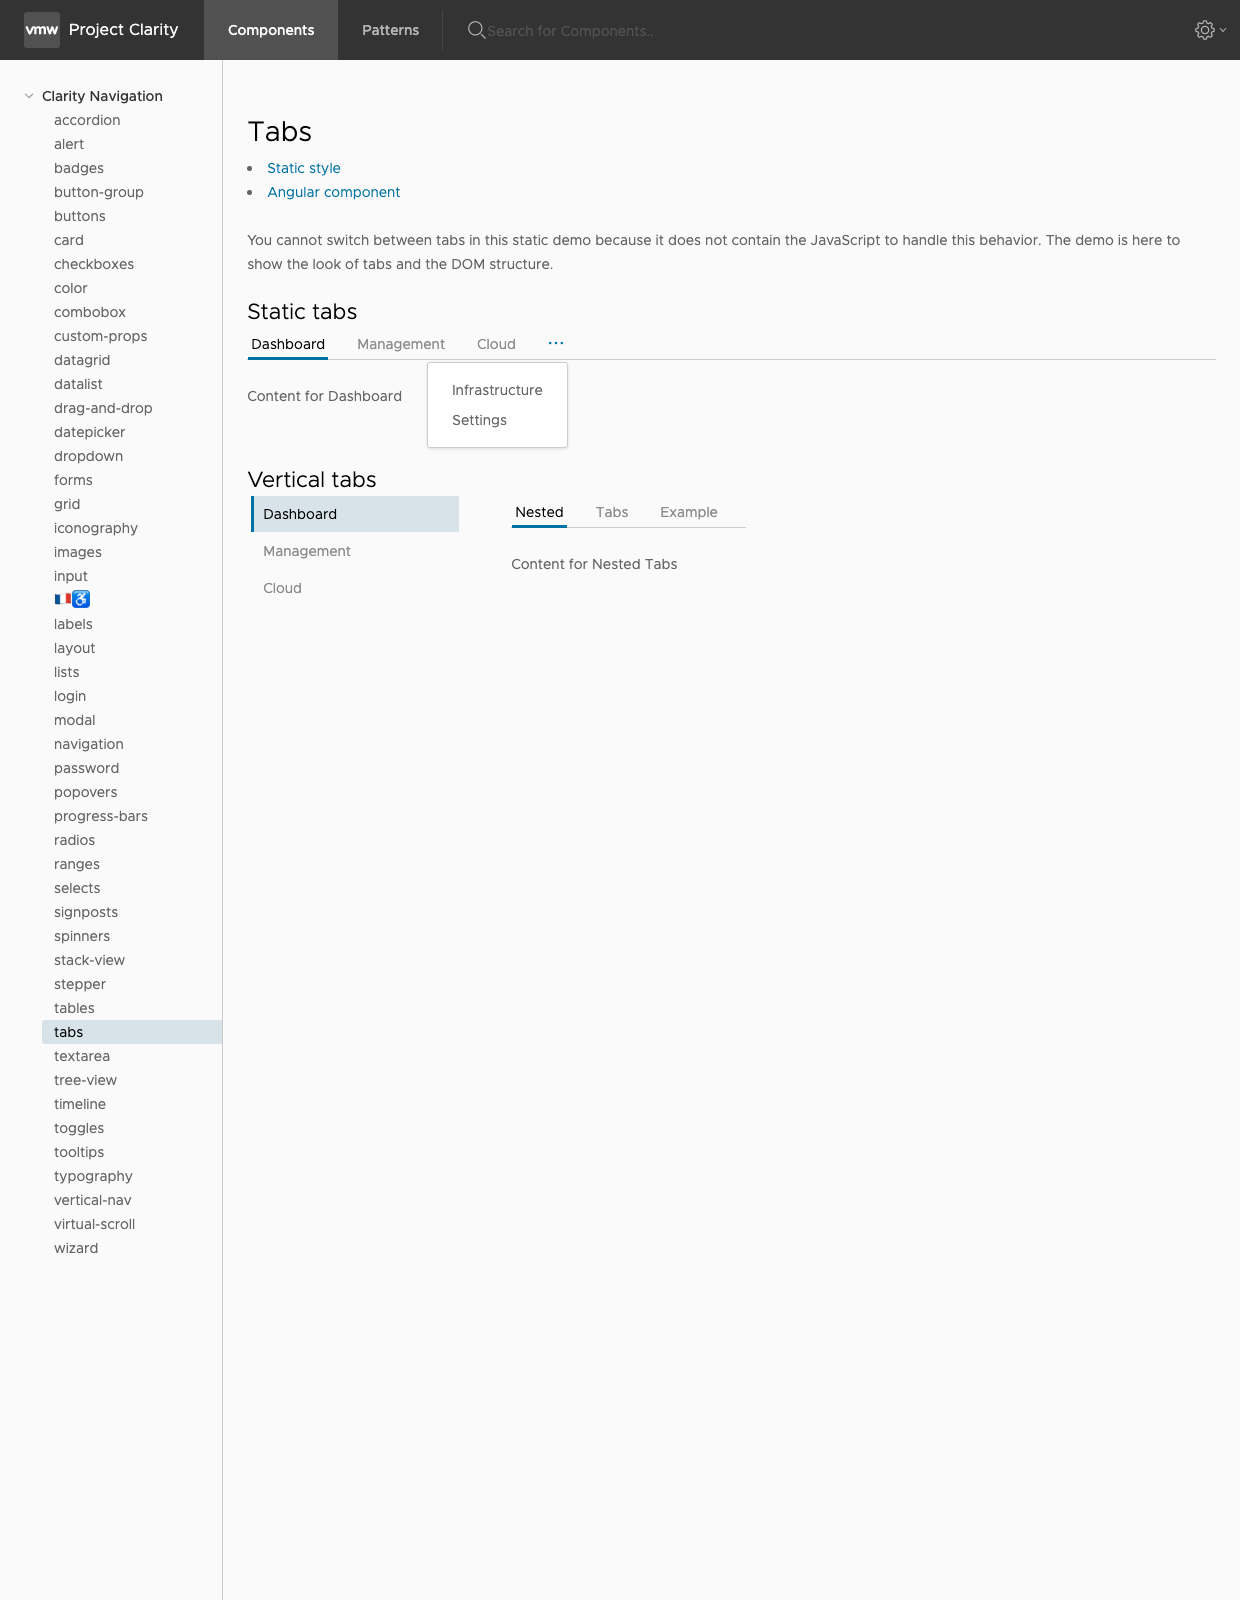 vmw Project Clarity Components Patterns Search for Components..
Clarity Navigation
accordion
alert
badges
button-group
buttons
card
checkboxes
color
combobox
custom-props
datagrid
datalist
drag-and-drop
datepicker
dropdown
forms
grid
iconography
images
input
🇫🇷♿
labels
layout
lists
login
modal
navigation
password
popovers
progress-bars
radios
ranges
selects
signposts
spinners
stack-view
stepper
tables
tabs
textarea
tree-view
timeline
toggles
tooltips
typography
vertical-nav
virtual-scroll
wizard
Tabs
• Static style
• Angular component
You cannot switch between tabs in this static demo because it does not contain the JavaScript to handle this behavior. The demo is here to
show the look of tabs and the DOM structure.
Static tabs
Dashboard Management Cloud ···
Infrastructure
Settings
Content for Dashboard
Vertical tabs
Dashboard
Management
Cloud
Nested Tabs Example
Content for Nested Tabs